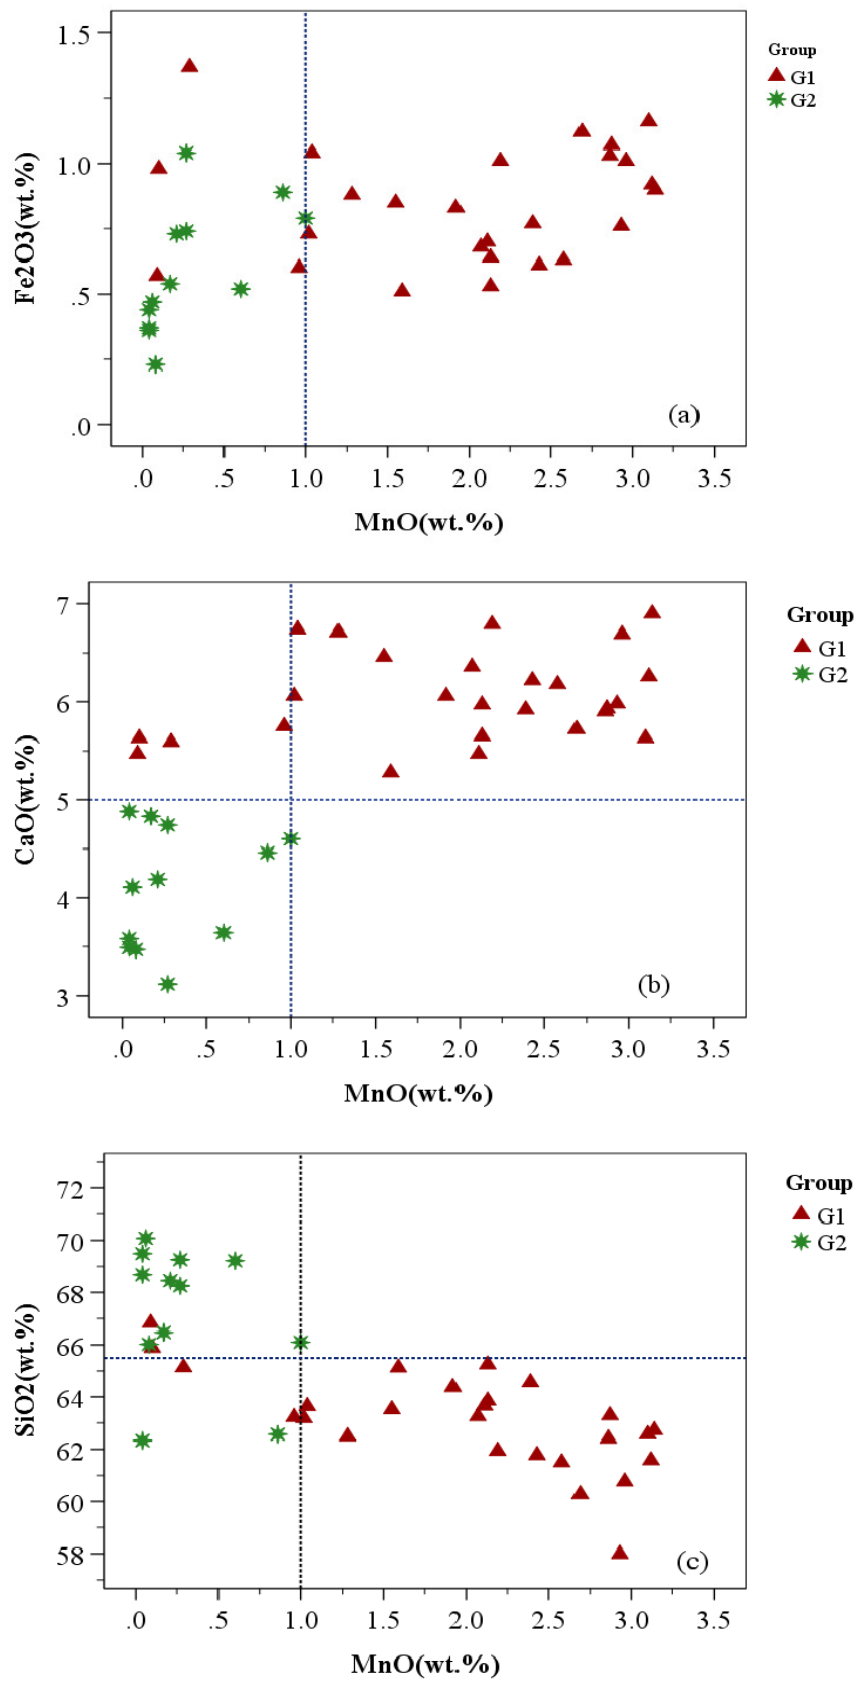 1.5
1.0
.5
.0
Fe2O3(wt.%)
.0 .5 1.0 1.5 2.0 2.5 3.0 3.5
MnO(wt.%)
(a)
Group
G1
G2
7
6
5
4
3
CaO(wt.%)
.0 .5 1.0 1.5 2.0 2.5 3.0 3.5
MnO(wt.%)
(b)
Group
G1
G2
72
70
68
66
64
62
60
58
SiO2(wt.%)
.0 .5 1.0 1.5 2.0 2.5 3.0 3.5
MnO(wt.%)
(c)
Group
G1
G2